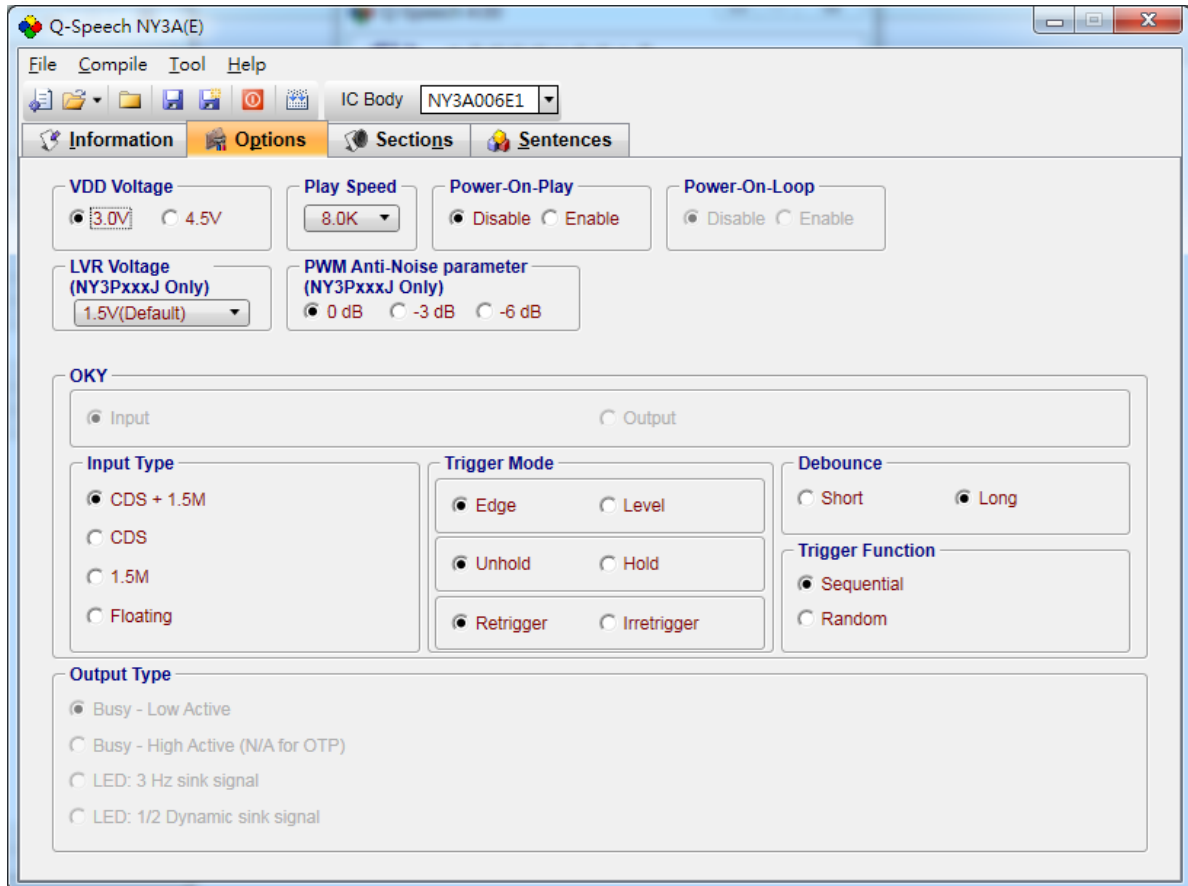 Q-Speech NY3A(E)
File Compile Tool Help
IC Body NY3A006E1
Information Options Sections Sentences
VDD Voltage Play Speed Power-On-Play Power-On-Loop
3.0V 4.5V 8.0K Disable Enable Disable Enable
LVR Voltage PWM Anti-Noise parameter
(NY3PxxxJ Only) (NY3PxxxJ Only)
1.5V(Default) 0 dB -3 dB -6 dB
OKY
Input Output
Input Type Trigger Mode Debounce
CDS + 1.5M Edge Level Short Long
CDS
Unhold Hold Trigger Function
1.5M Sequential
Floating Retrigger Irretrigger Random
Output Type
Busy - Low Active
Busy - High Active (N/A for OTP)
LED: 3 Hz sink signal
LED: 1/2 Dynamic sink signal